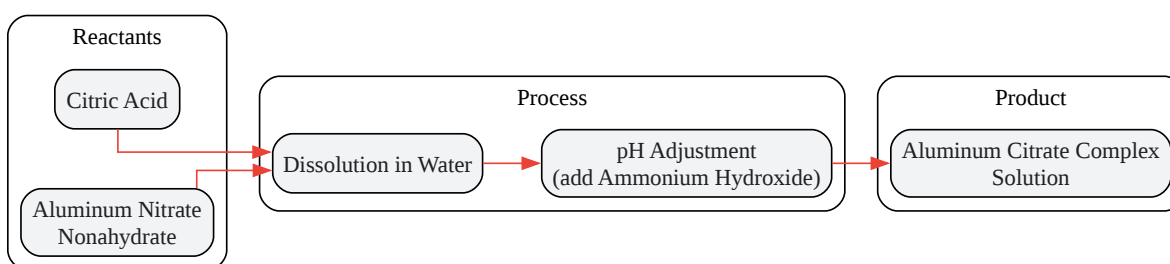 Reactants
Citric Acid
Aluminum Nitrate
Nonahydrate
Process
Dissolution in Water
pH Adjustment
(add Ammonium Hydroxide)
Product
Aluminum Citrate Complex
Solution